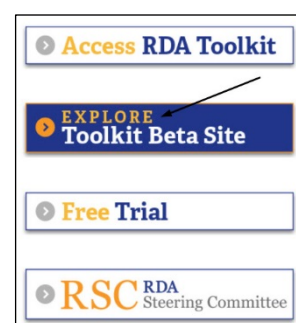 Access RDA Toolkit
EXPLORE
Toolkit Beta Site
Free Trial
RSC RDA
Steering Committee